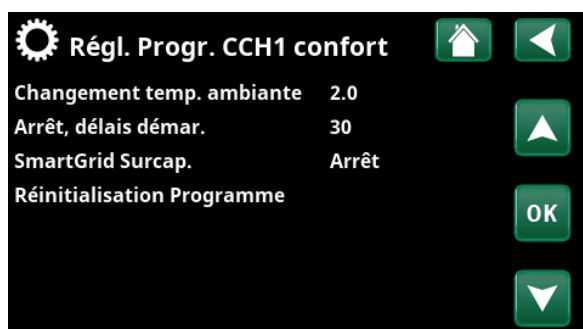 Régl. Progr. CCH1 confort
Changement temp. ambiante 2.0
Arrêt, délais démar. 30
SmartGrid Surcap. Arrêt
Réinitialisation Programme
OK